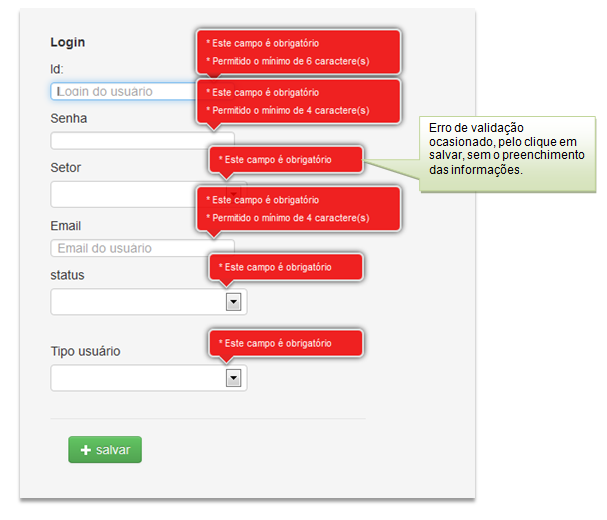 Login
* Este campo é obrigatório
* Permitido o mínimo de 6 caractere(s)
Id:
Login do usuário
* Este campo é obrigatório
* Permitido o mínimo de 4 caractere(s)
Senha
* Este campo é obrigatório
Setor
* Este campo é obrigatório
* Permitido o mínimo de 4 caractere(s)
Email
Email do usuário
* Este campo é obrigatório
status
* Este campo é obrigatório
Tipo usuário
salvar
Erro de validação
ocasionado, pelo clique em
salvar, sem o preenchimento
das informações.